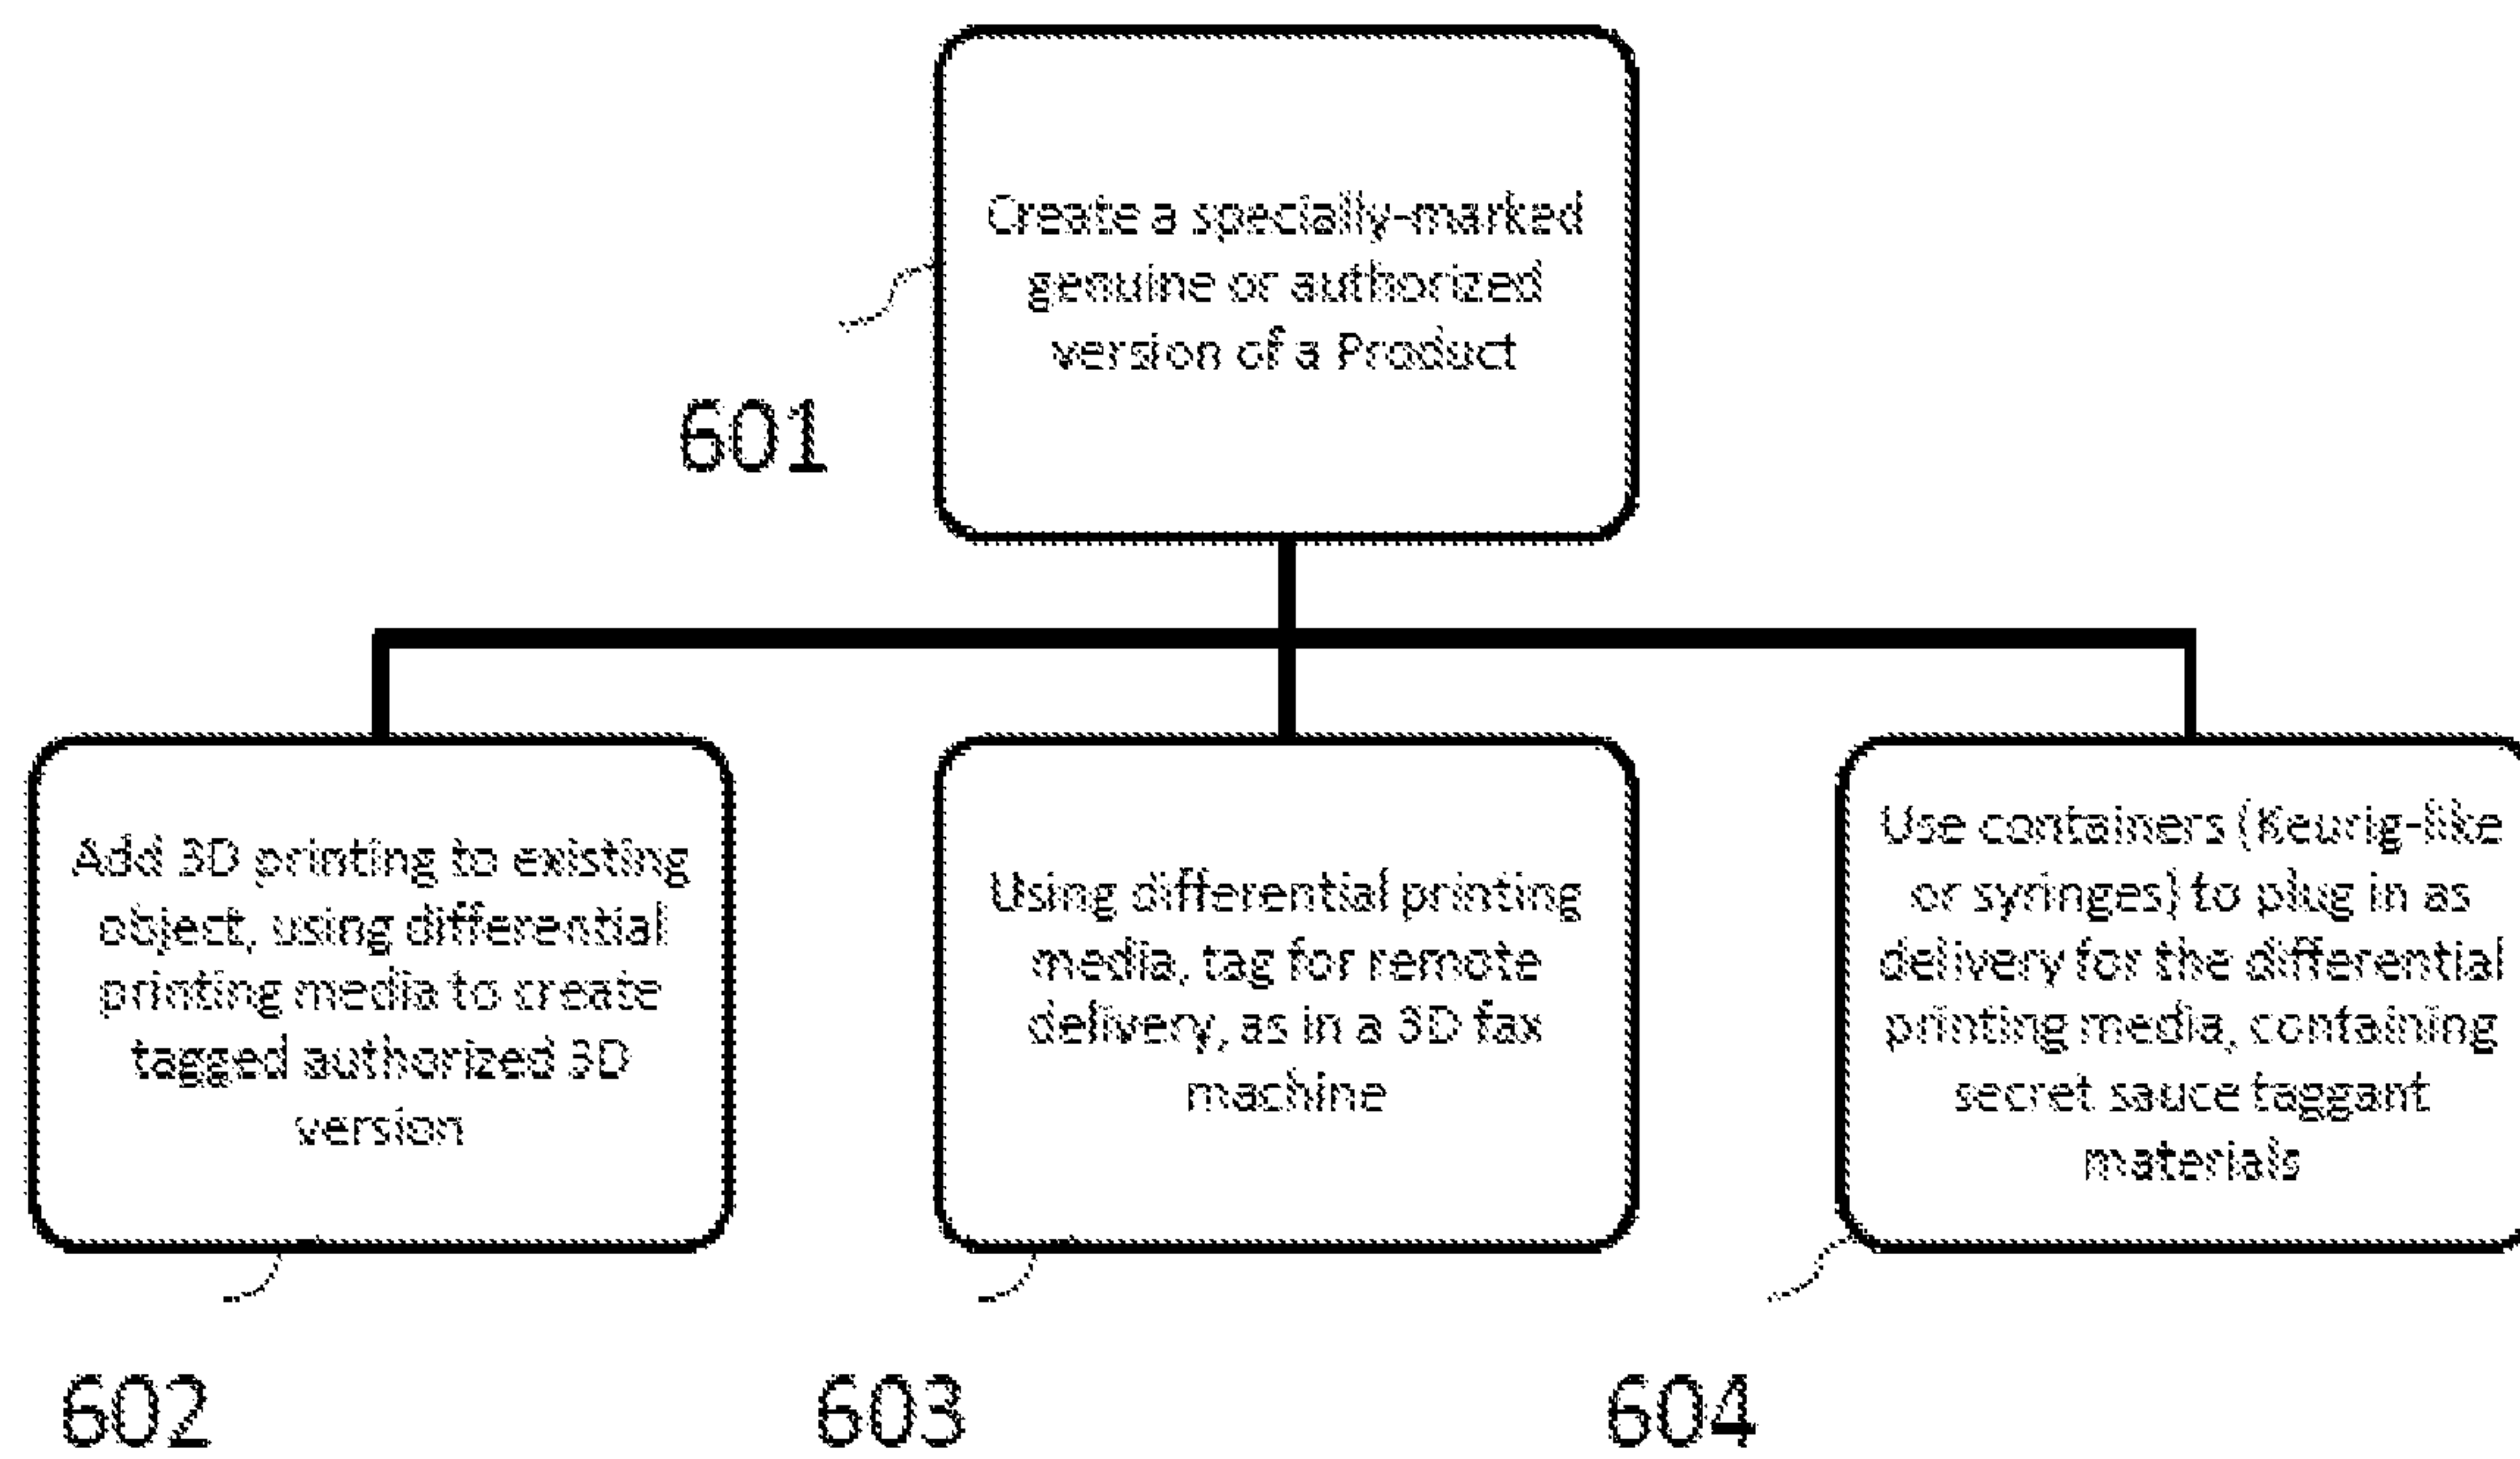 Create a specially-marked
genuine or authorized
version of a Product
601
Add 3D printing to existing
object, using differential
printing media to create
tagged authorized 3D
version
Using differential printing
media, tag for remote
delivery, as in a 3D fax
machine
Use containers (Keurig-like
or syringes) to plug in as
delivery for the differential
printing media, containing
secret sauce taggant
materials
602
603
604